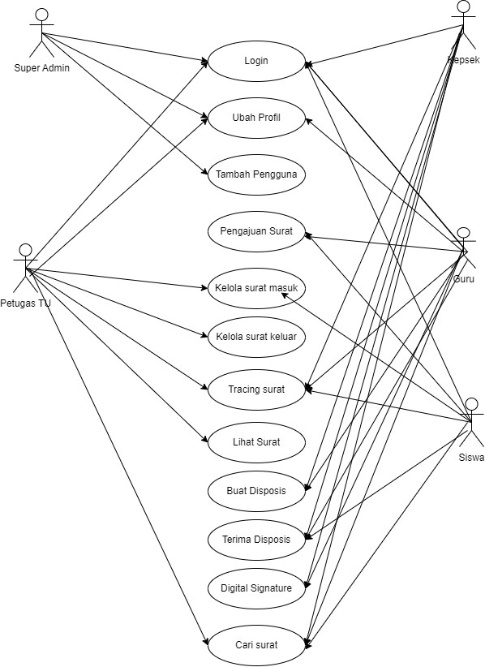 Super Admin
Kepsek
Login
Ubah Profil
Tambah Pengguna
Pengajuan Surat
Petugas TU
Guru
Kelola surat masuk
Kelola surat keluar
Tracing surat
Siswa
Lihat Surat
Buat Disposis
Terima Disposis
Digital Signature
Cari surat